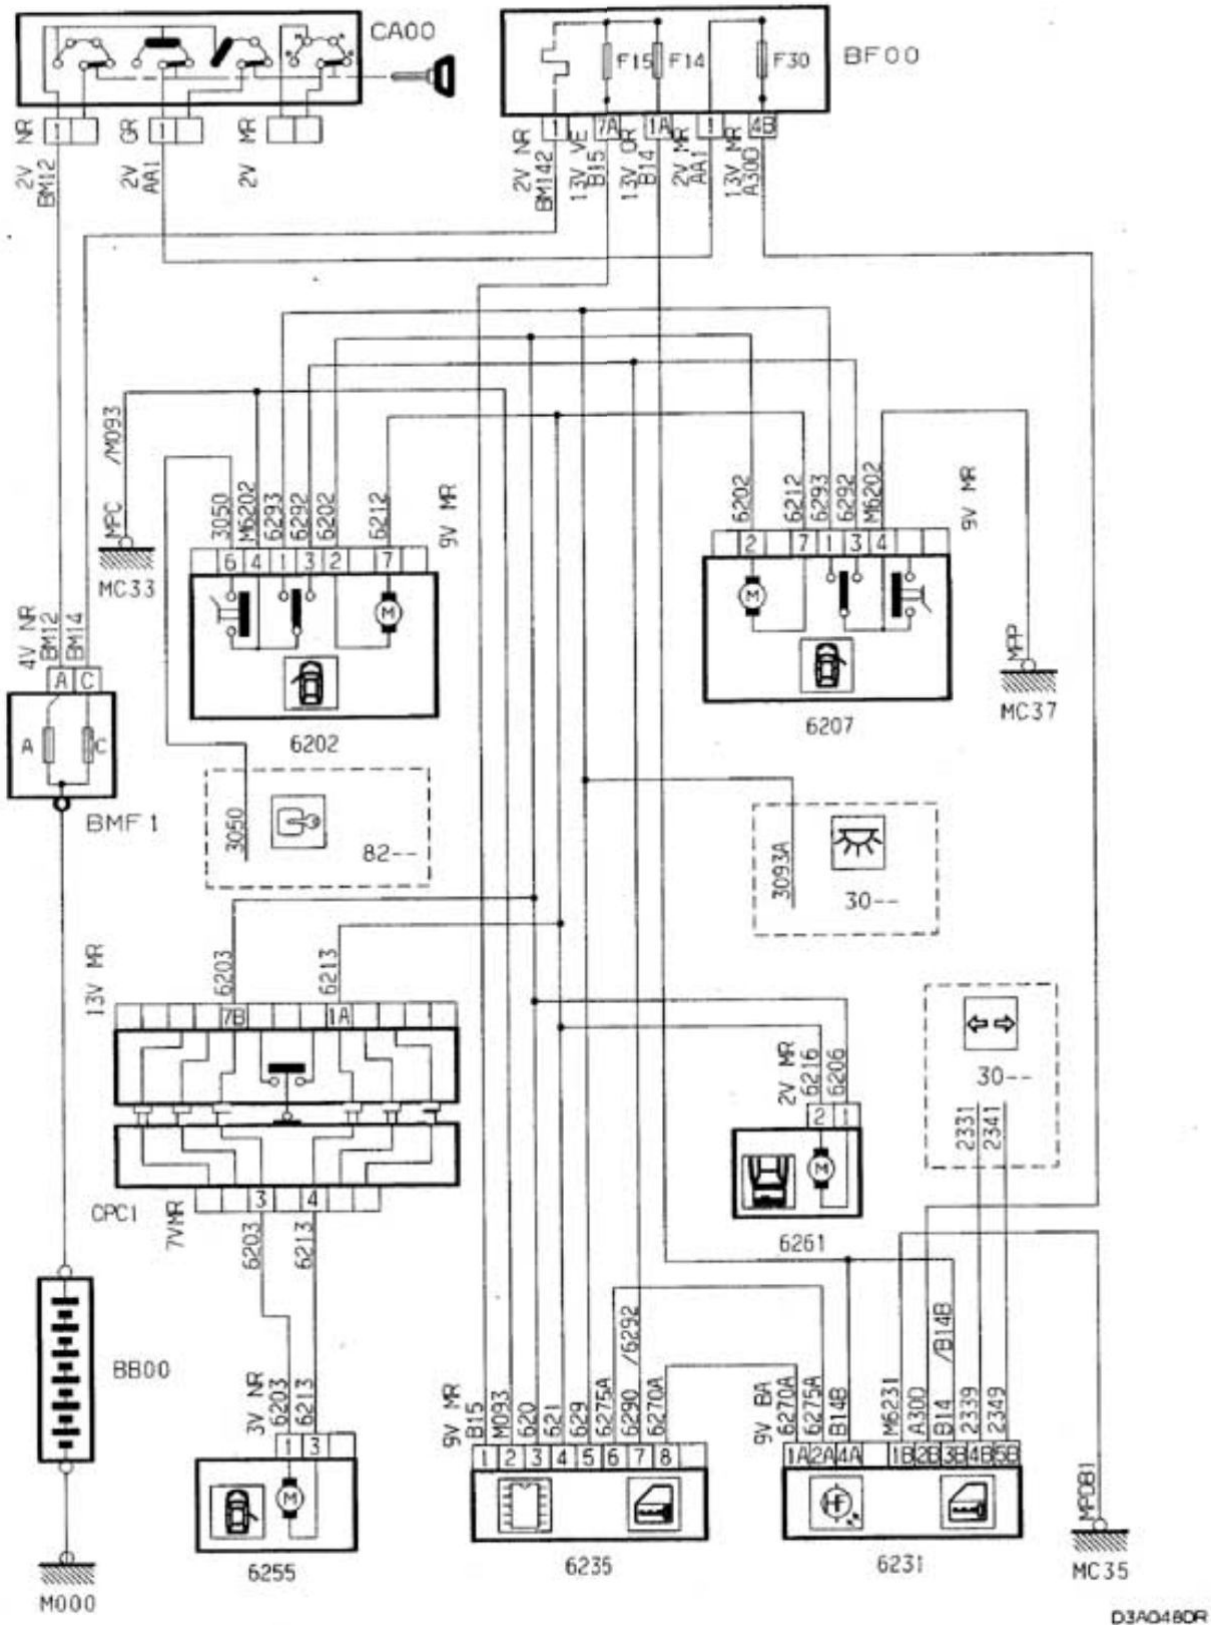 CA00
BF00
F15
F14
F30
1
1
1
7A
1A
1
4B
2V NR
BM12
2V GR
AA1
2V MR
2V NR
BM142
13V VE
B15
13V OR
B14
2V MR
AA1
13V MR
A300
MPC /M093
MC33
3050
M6202
6293
6292
6202
6212
9V MR
6 4 1 3 2 7
M
6202
6202
6212
6293
6292
M6202
9V MR
2 7 1 3 4
M
6207
MPP
MC37
4V NR
BM12
BM14
A C
A
C
BMF1
3050
82--
3093A
30--
13V MR
6203
6213
7B
1A
CPC1
7VMR
3
4
6203
6213
2V MR
6216
6206
2 1
M
6261
30--
2331
2341
BB00
M000
3V NR
6203
6213
1 3
M
6255
9V MR
B15
M093
620
621
629
6275A
6290 /6292
6270A
1 2 3 4 5 6 7 8
6235
9V BA
6270A
6275A
B14B
M6231
A300
B14 /B14B
2339
2349
1A 2A 4A 1B 2B 3B 4B 5B
6231
MPDB1
MC35
D3A048DR